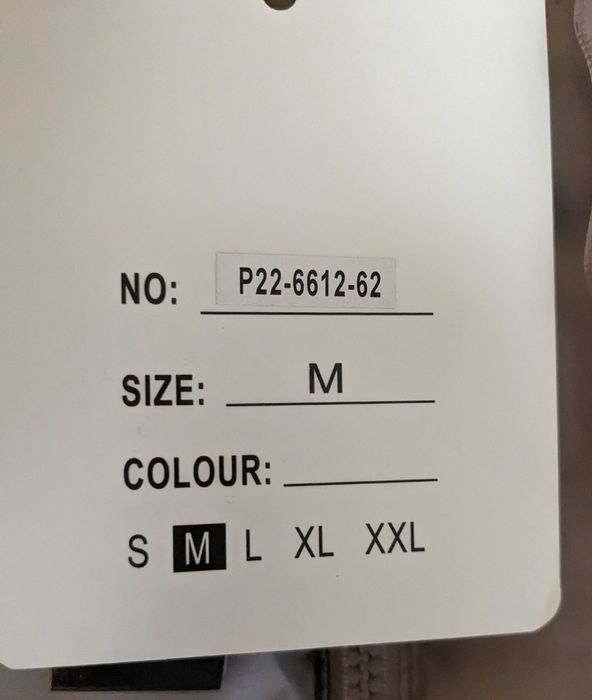 NO: P22-6612-62
SIZE: M
COLOUR:
S M L XL XXL